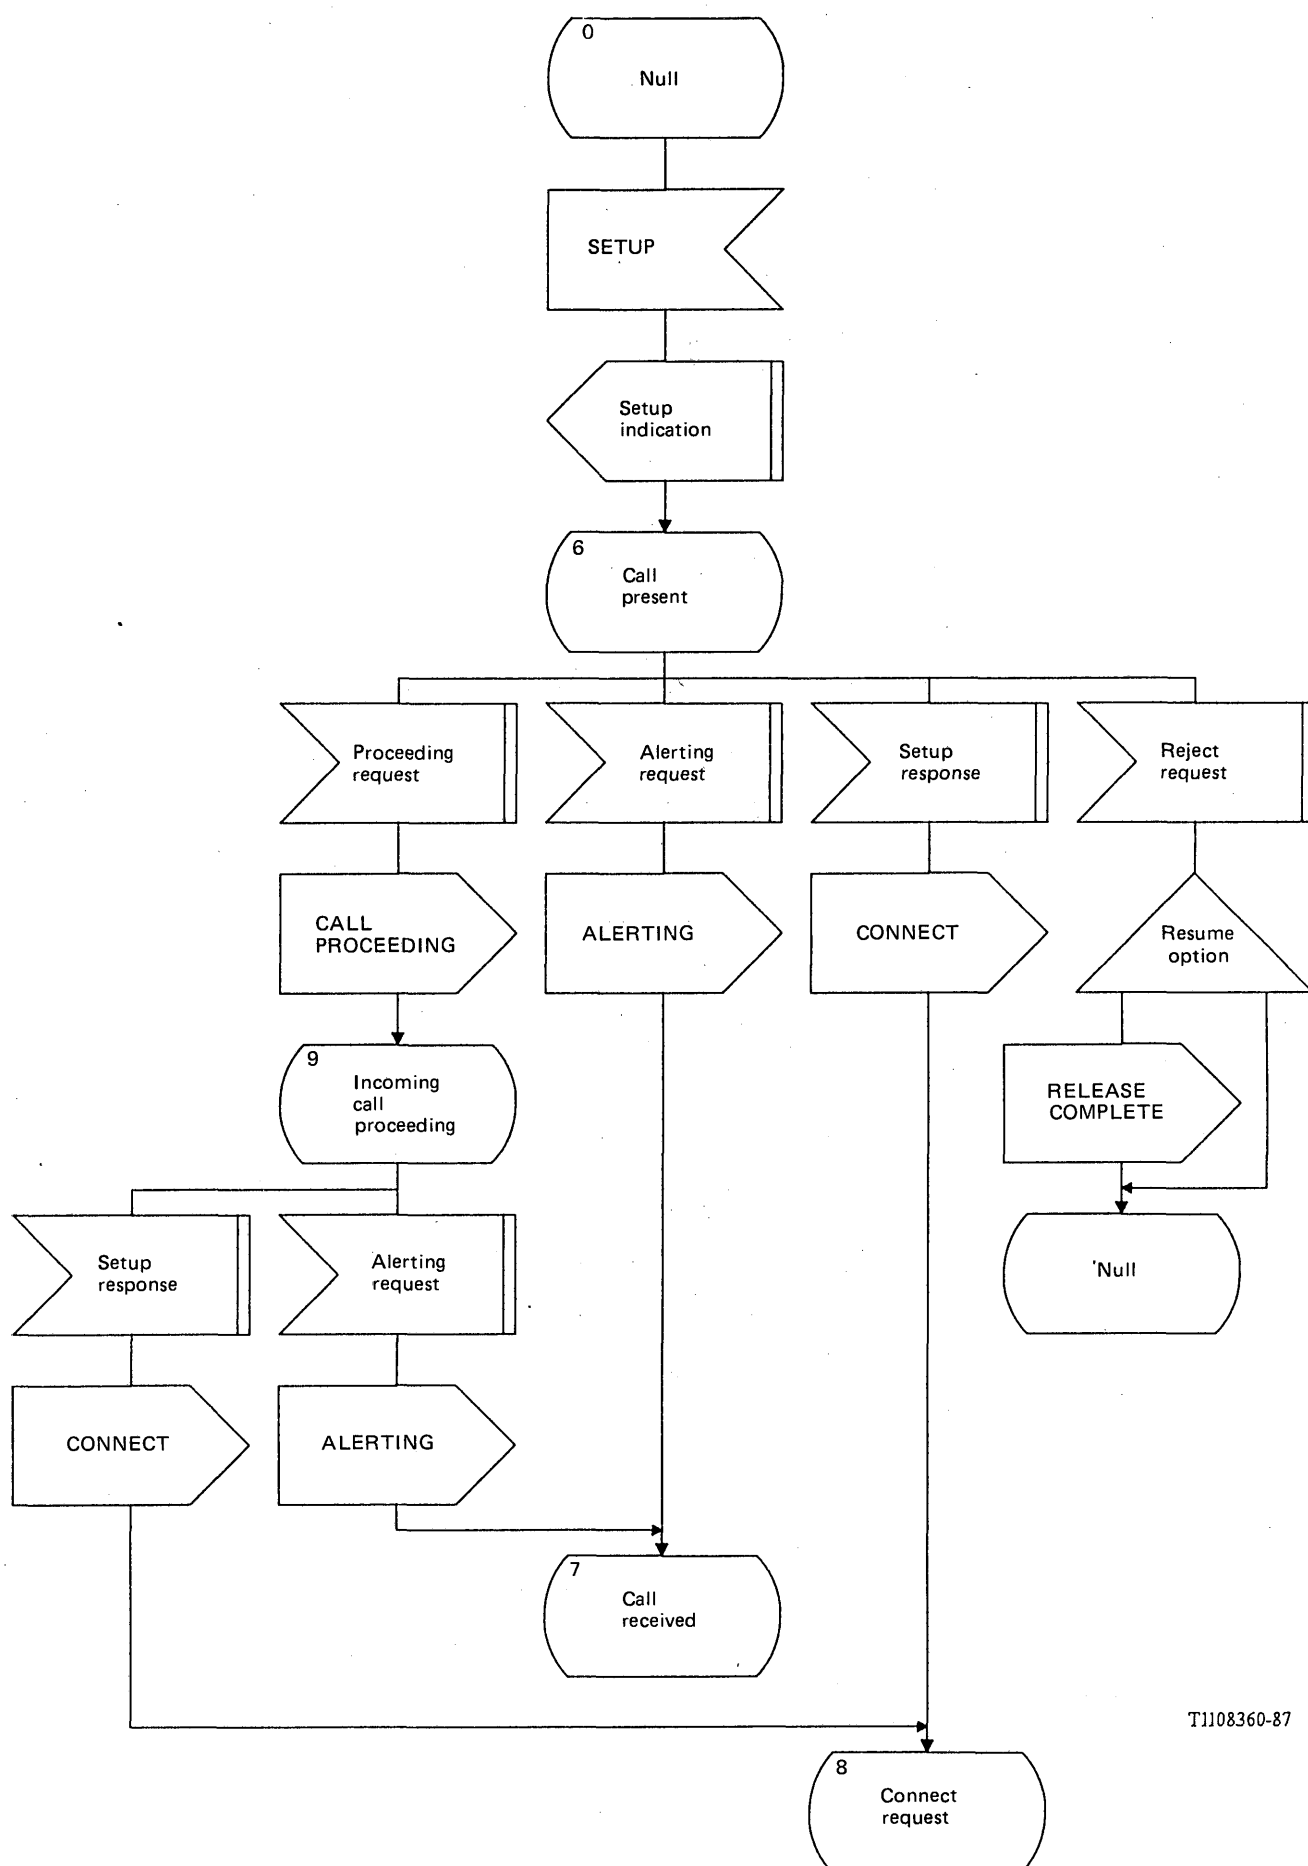 0
Null
SETUP
Setup
indication
6
Call
present
Proceeding
request
Alerting
request
Setup
response
Reject
request
CALL
PROCEEDING
ALERTING
CONNECT
Resume
option
9
Incoming
call
proceeding
RELEASE
COMPLETE
Setup
response
Alerting
request
Null
CONNECT
ALERTING
7
Call
received
T1108360-87
8
Connect
request